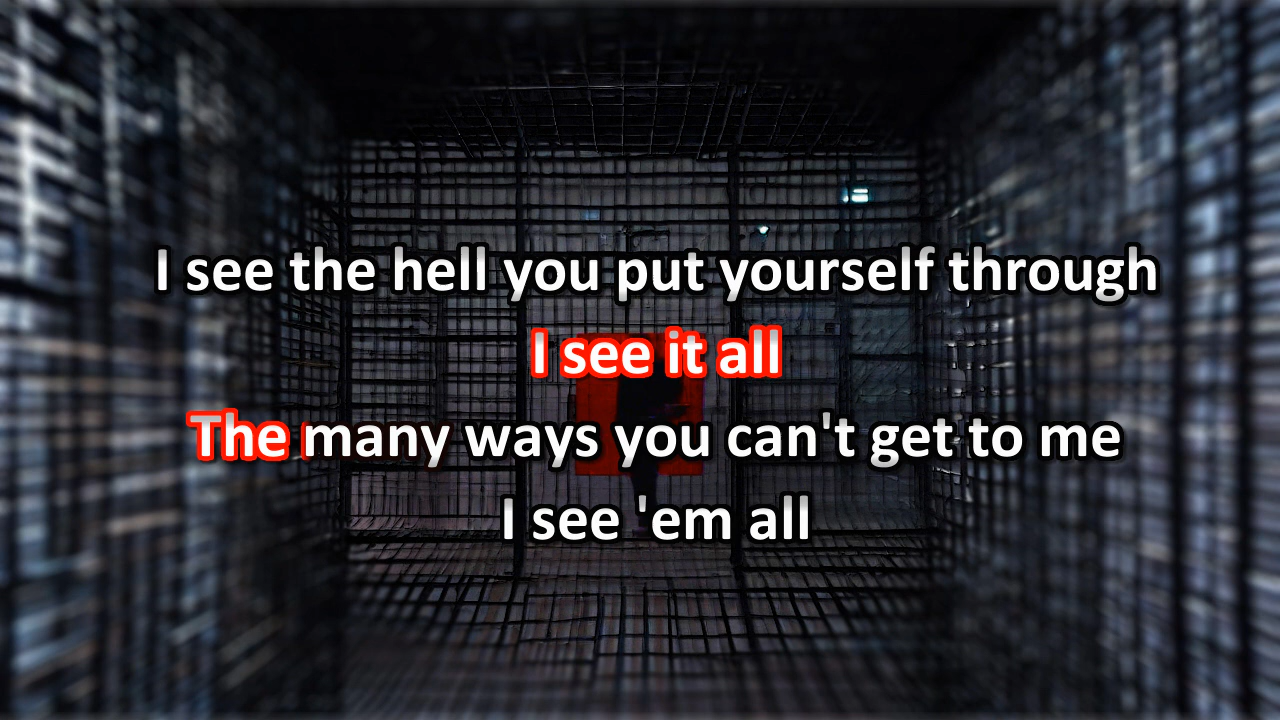 I see the hell you put yourself through
I see it all
The many ways you can't get to me
I see 'em all